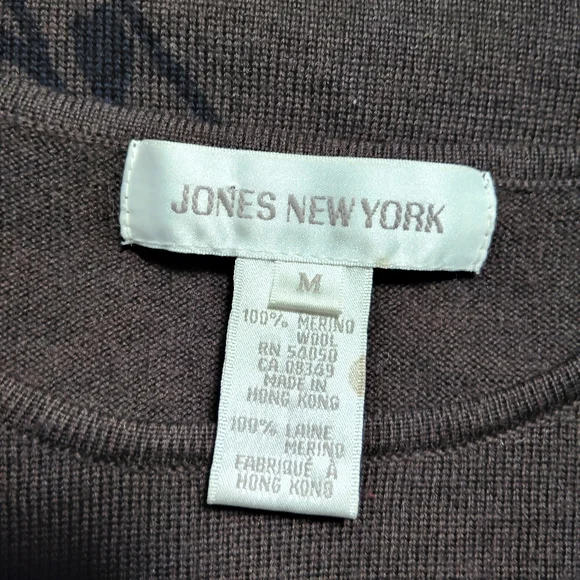 JONES NEW YORK
M
100% MERINO
WOOL
RN 54050
CA 08369
MADE IN
HONG KONG
100% LAINE
MERINO
FABRIQUÉ À
HONG KONG